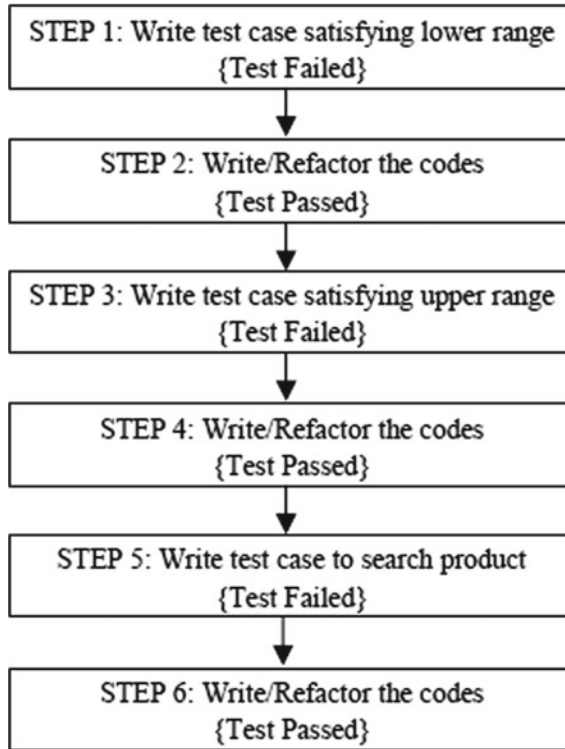 STEP 1: Write test case satisfying lower range
{Test Failed}
STEP 2: Write/Refactor the codes
{Test Passed}
STEP 3: Write test case satisfying upper range
{Test Failed}
STEP 4: Write/Refactor the codes
{Test Passed}
STEP 5: Write test case to search product
{Test Failed}
STEP 6: Write/Refactor the codes
{Test Passed}